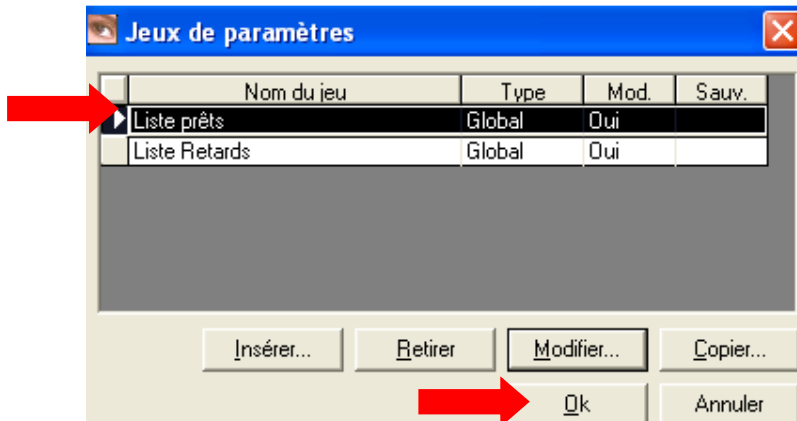 Jeux de paramètres
Nom du jeu Type Mod. Sauv.
Liste prêts Global Oui
Liste Retards Global Oui
Insérer... Retirer Modifier... Copier...
Ok Annuler